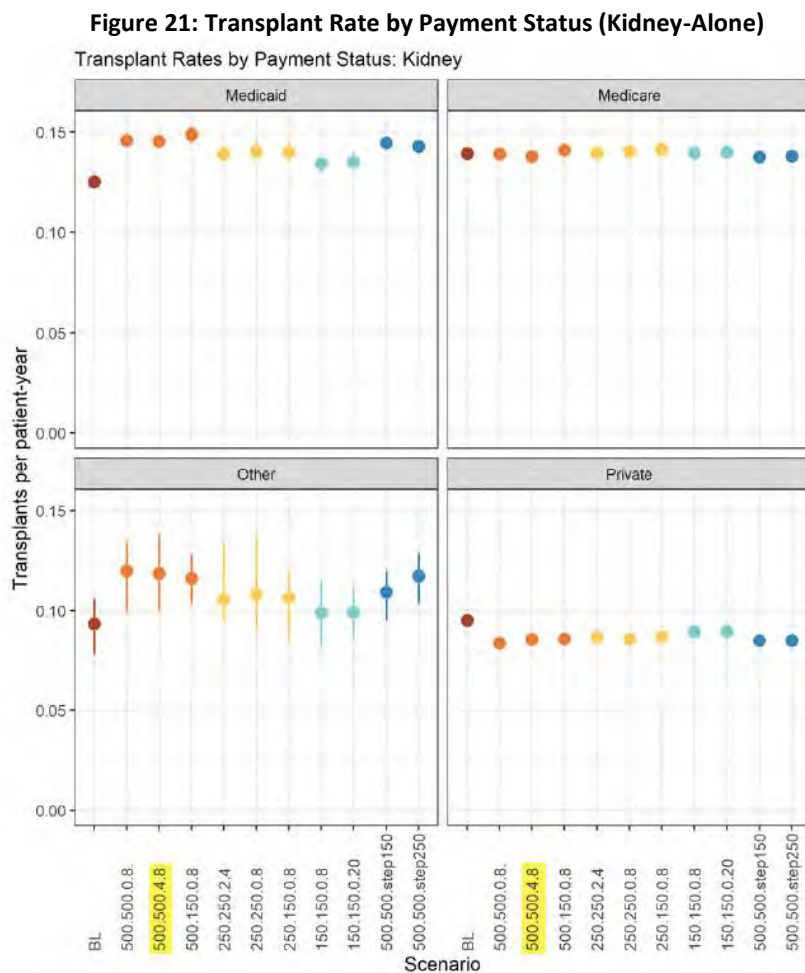 Figure 21: Transplant Rate by Payment Status (Kidney-Alone)
Transplant Rates by Payment Status: Kidney
Medicaid
Medicare
0.15
0.10
0.05
0.00
Other
Private
0.15
0.10
0.05
0.00
Transplants per patient-year
BL
500.500.0.8.
500.500.4.8
500.150.0.8
250.250.2.4
250.250.0.8
250.150.0.8
150.150.0.8
150.150.0.20
500.500.step150
500.500.step250
BL
500.500.0.8.
500.500.4.8
500.150.0.8
250.250.2.4
250.250.0.8
250.150.0.8
150.150.0.8
150.150.0.20
500.500.step150
500.500.step250
Scenario